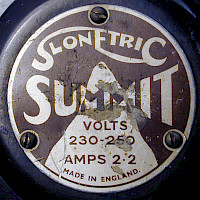 SLONETRIC
SUMMIT
VOLTS
230-250
AMPS 2·2
MADE IN ENGLAND.